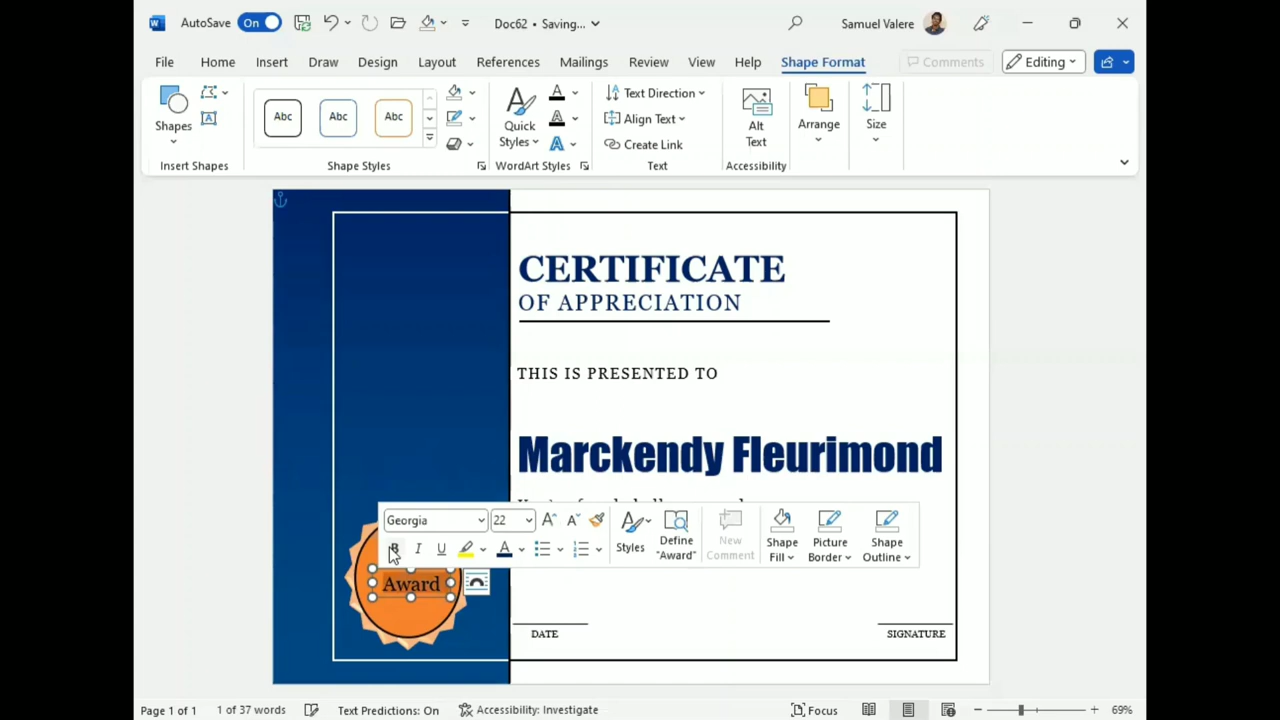 AutoSave On Doc62 • Saving... Samuel Valere
File Home Insert Draw Design Layout References Mailings Review View Help Shape Format Comments Editing
Shapes
Insert Shapes
Abc Abc Abc
Shape Styles
Quick Styles
WordArt Styles
Text Direction
Align Text
Create Link
Text
Alt Text
Accessibility
Arrange
Size
CERTIFICATE
OF APPRECIATION
THIS IS PRESENTED TO
Marckendy Fleurimond
Georgia 22
B I U
Styles
Define "Award"
New Comment
Shape Fill
Picture Border
Shape Outline
Award
DATE SIGNATURE
Page 1 of 1 1 of 37 words Text Predictions: On Accessibility: Investigate Focus 69%